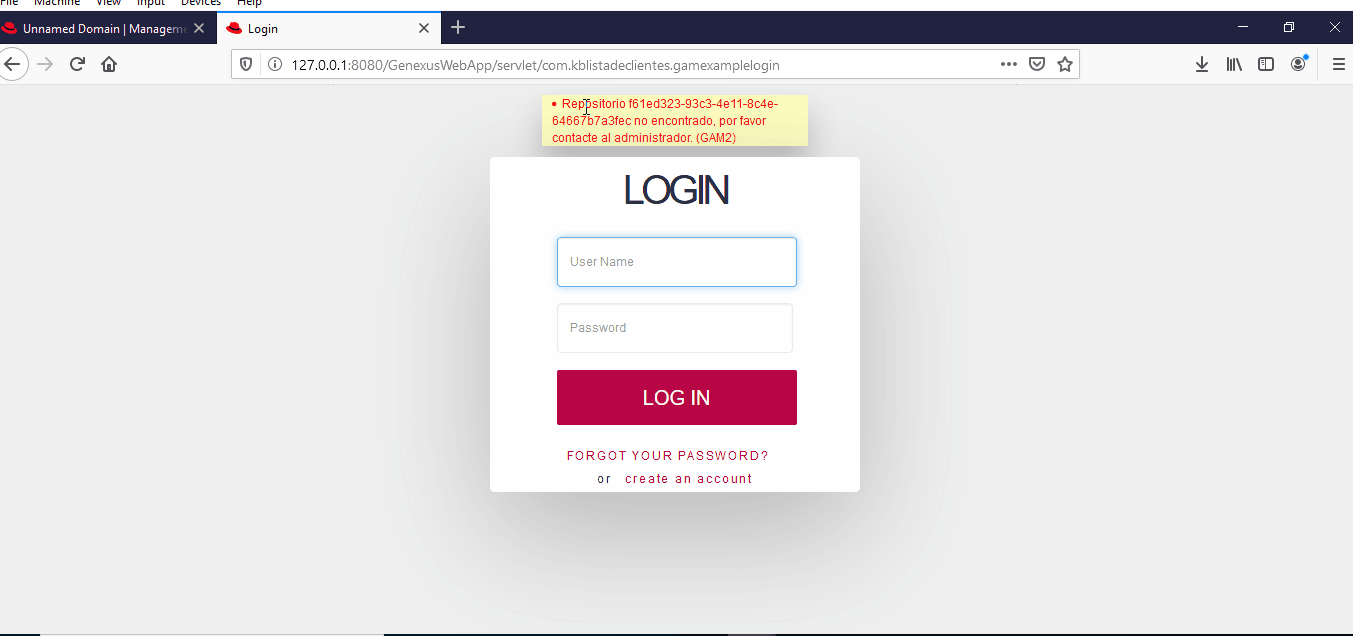 File Machine View Input Devices Help
Unnamed Domain | Manageme
Login
127.0.0.1:8080/GenexusWebApp/servlet/com.kblistadeclientes.gamexamplelogin
• Repositorio f61ed323-93c3-4e11-8c4e-
64667b7a3fec no encontrado, por favor
contacte al administrador. (GAM2)
LOGIN
User Name
Password
LOG IN
FORGOT YOUR PASSWORD?
or create an account